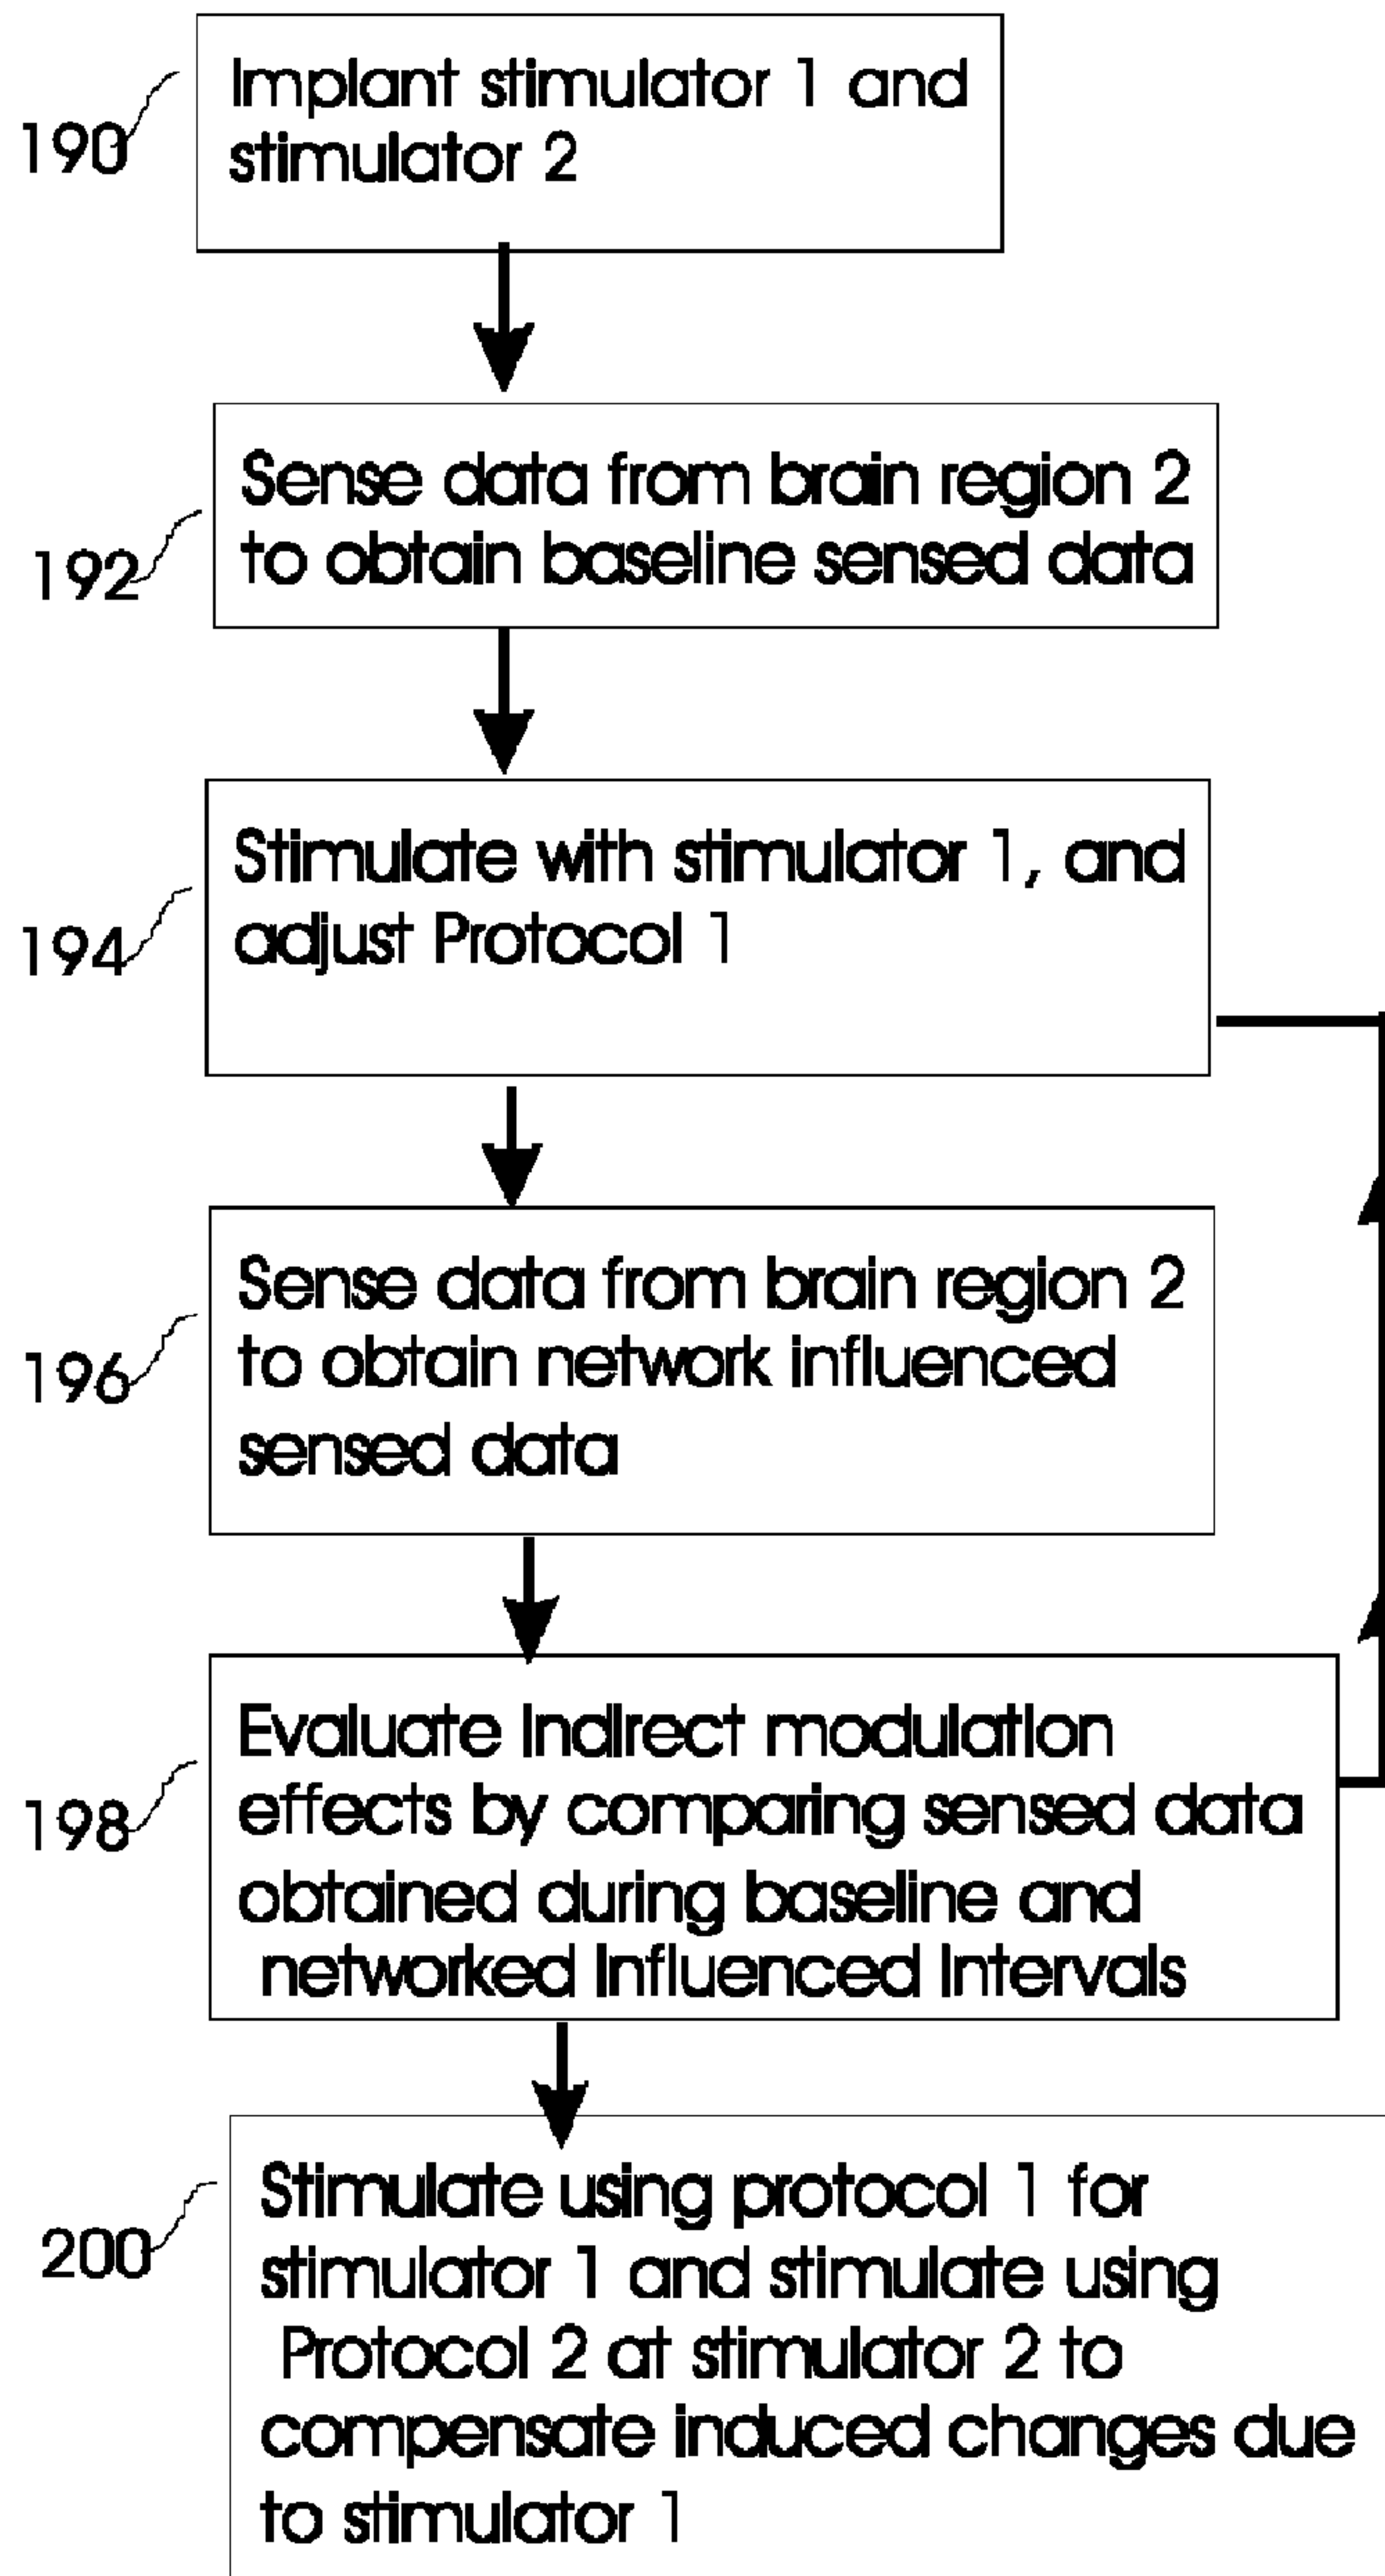 190
Implant stimulator 1 and
stimulator 2
192
Sense data from brain region 2
to obtain baseline sensed data
194
Stimulate with stimulator 1, and
adjust Protocol 1
196
Sense data from brain region 2
to obtain network influenced
sensed data
198
Evaluate indirect modulation
effects by comparing sensed data
obtained during baseline and
networked influenced intervals
200
Stimulate using protocol 1 for
stimulator 1 and stimulate using
Protocol 2 at stimulator 2 to
compensate induced changes due
to stimulator 1